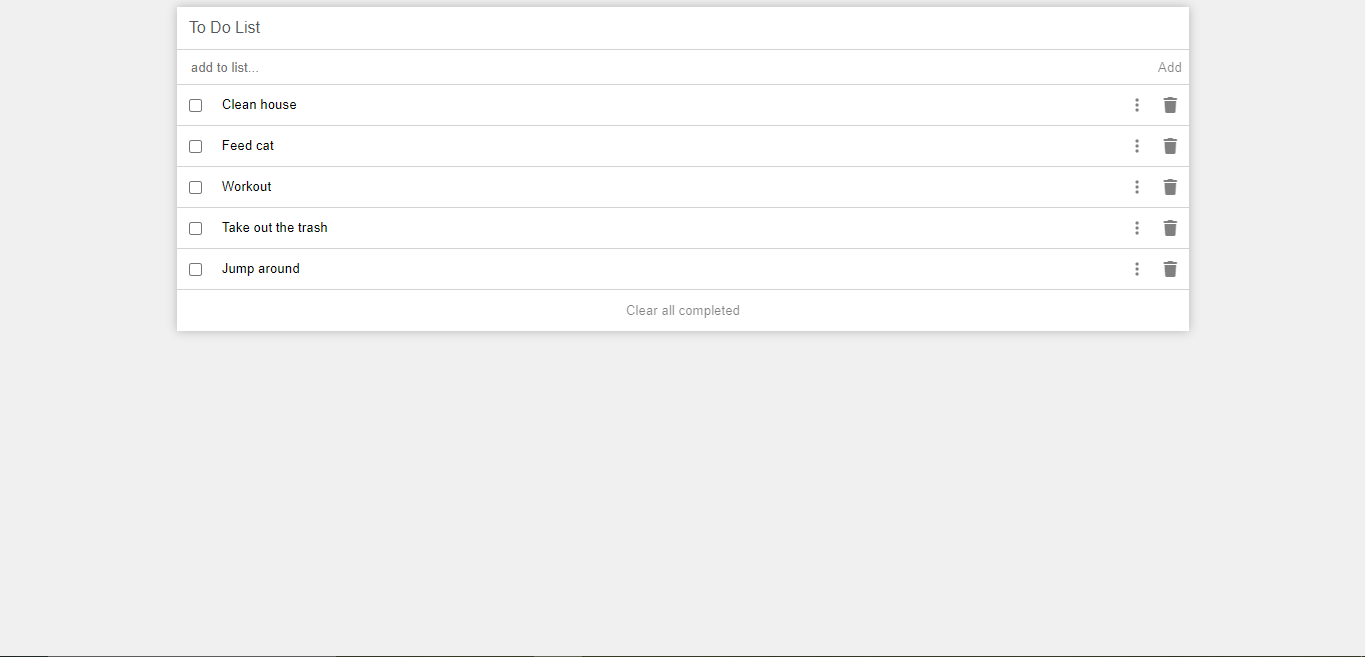 To Do List
add to list...
Add
Clean house
Feed cat
Workout
Take out the trash
Jump around
Clear all completed